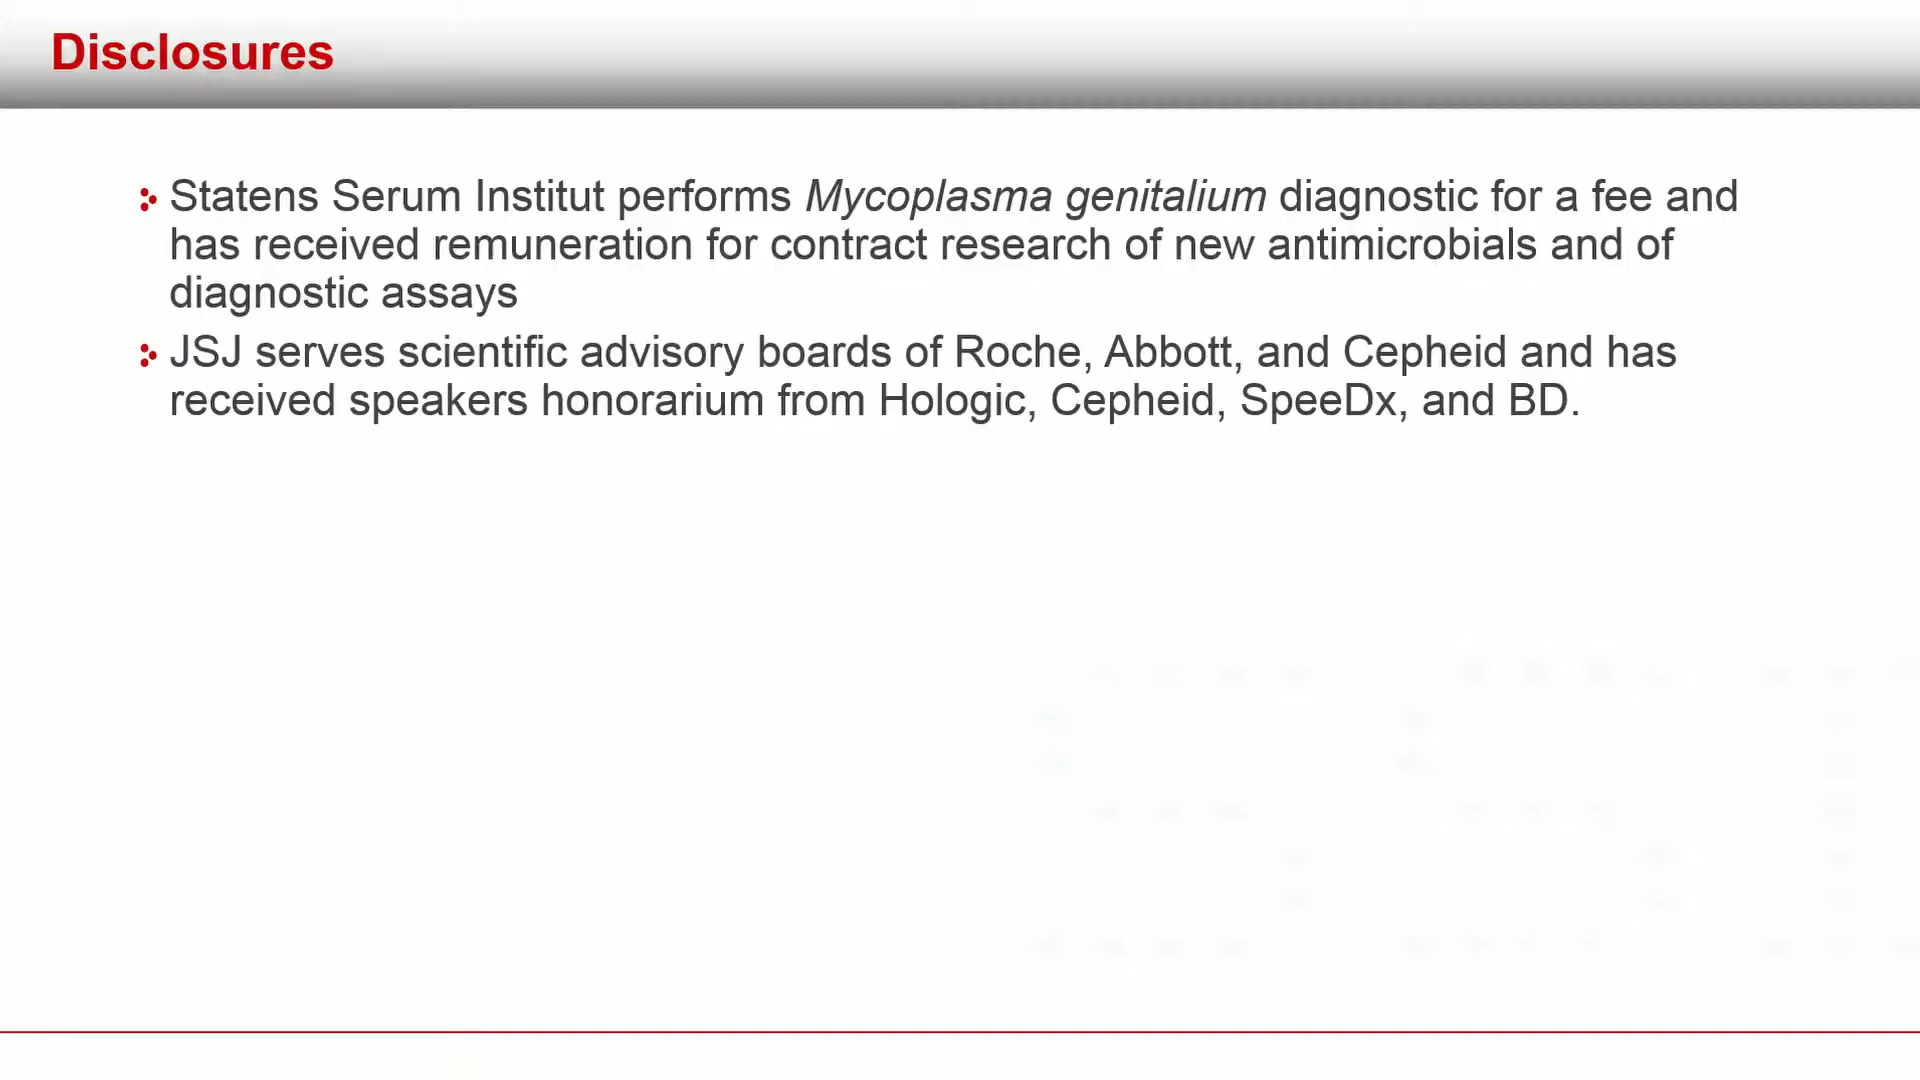 Disclosures
Statens Serum Institut performs Mycoplasma genitalium diagnostic for a fee and
has received remuneration for contract research of new antimicrobials and of
diagnostic assays
JSJ serves scientific advisory boards of Roche, Abbott, and Cepheid and has
received speakers honorarium from Hologic, Cepheid, SpeeDx, and BD.